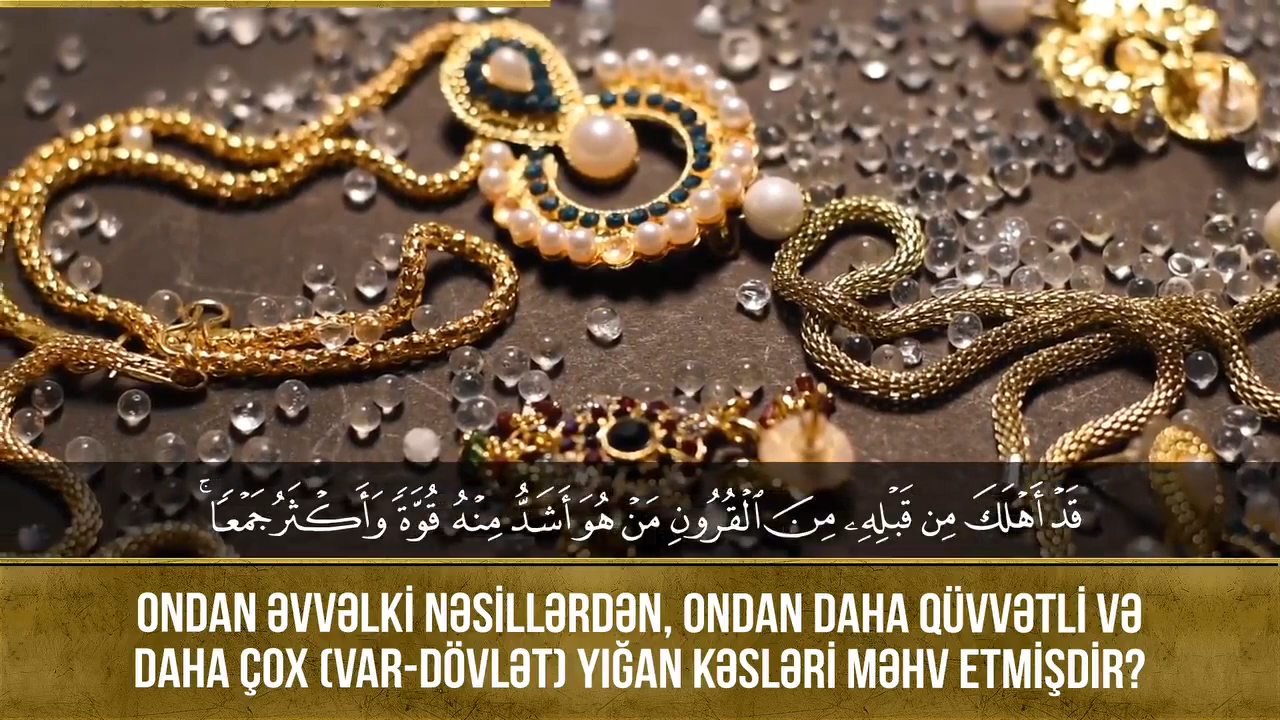 قَدۡ أَهۡلَكَ مِن قَبۡلِهِۦ مِنَ ٱلۡقُرُونِ مَنۡ هُوَ أَشَدُّ مِنۡهُ قُوَّةٗ وَأَكۡثَرُ جَمۡعٗاۚ
ONDAN ƏVVƏLKİ NƏSİLLƏRDƏN, ONDAN DAHA QÜVVƏTLİ VƏ
DAHA ÇOX (VAR-DÖVLƏT) YIĞAN KƏSLƏRİ MƏHV ETMİŞDİR?